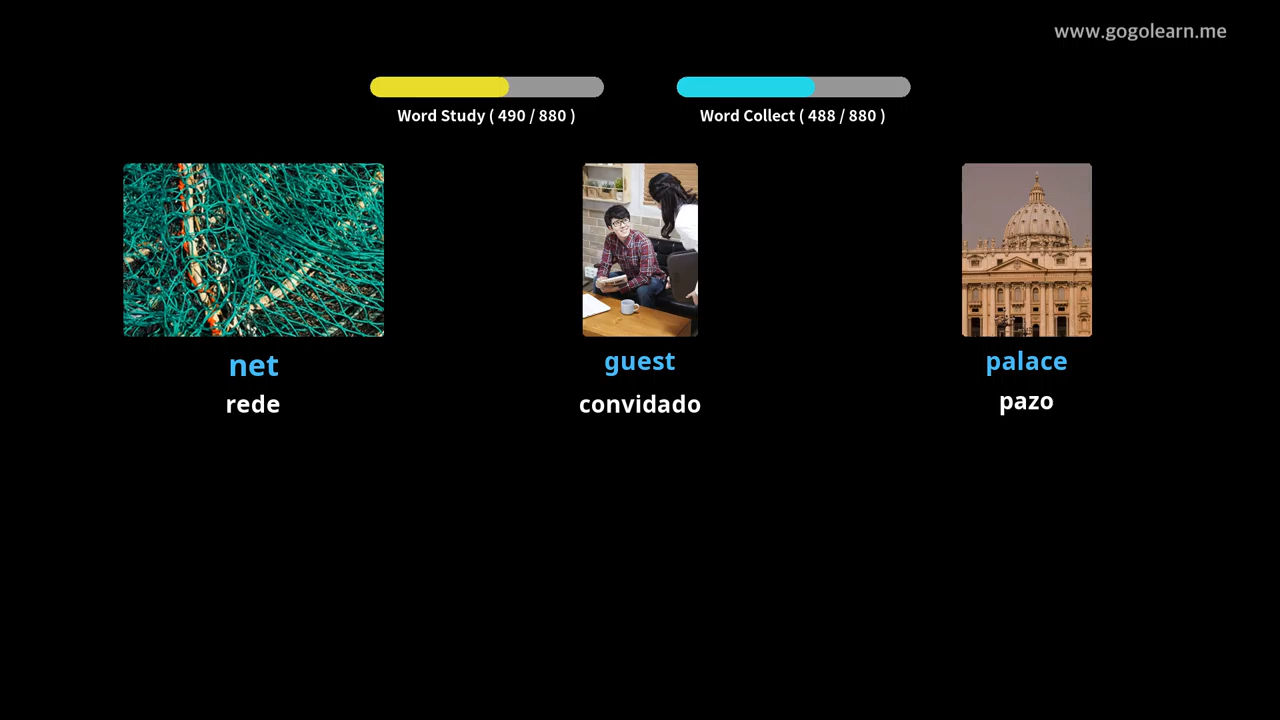 www.gogolearn.me
Word Study ( 490 / 880 )
Word Collect ( 488 / 880 )
net
rede
guest
convidado
palace
pazo